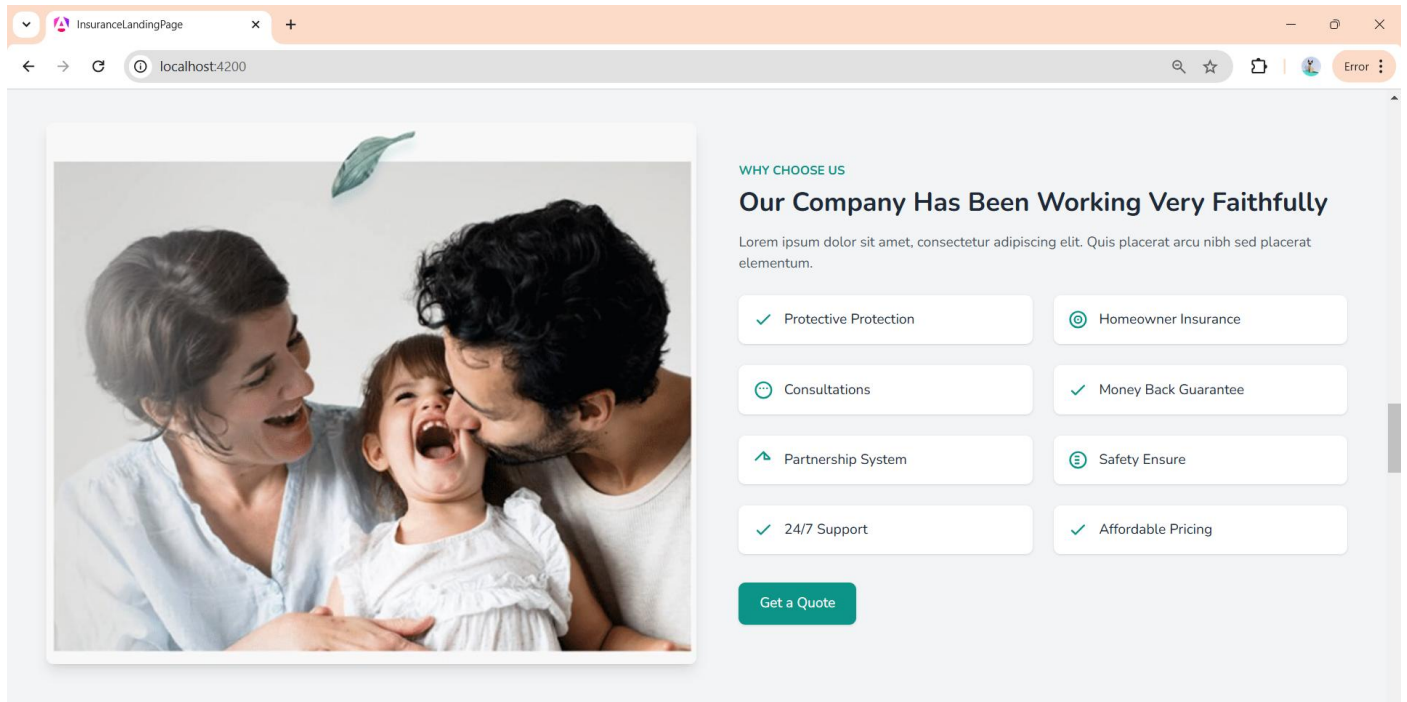 InsuranceLandingPage
localhost:4200
Error
WHY CHOOSE US
Our Company Has Been Working Very Faithfully
Lorem ipsum dolor sit amet, consectetur adipiscing elit. Quis placerat arcu nibh sed placerat
elementum.
Protective Protection
Homeowner Insurance
Consultations
Money Back Guarantee
Partnership System
Safety Ensure
24/7 Support
Affordable Pricing
Get a Quote